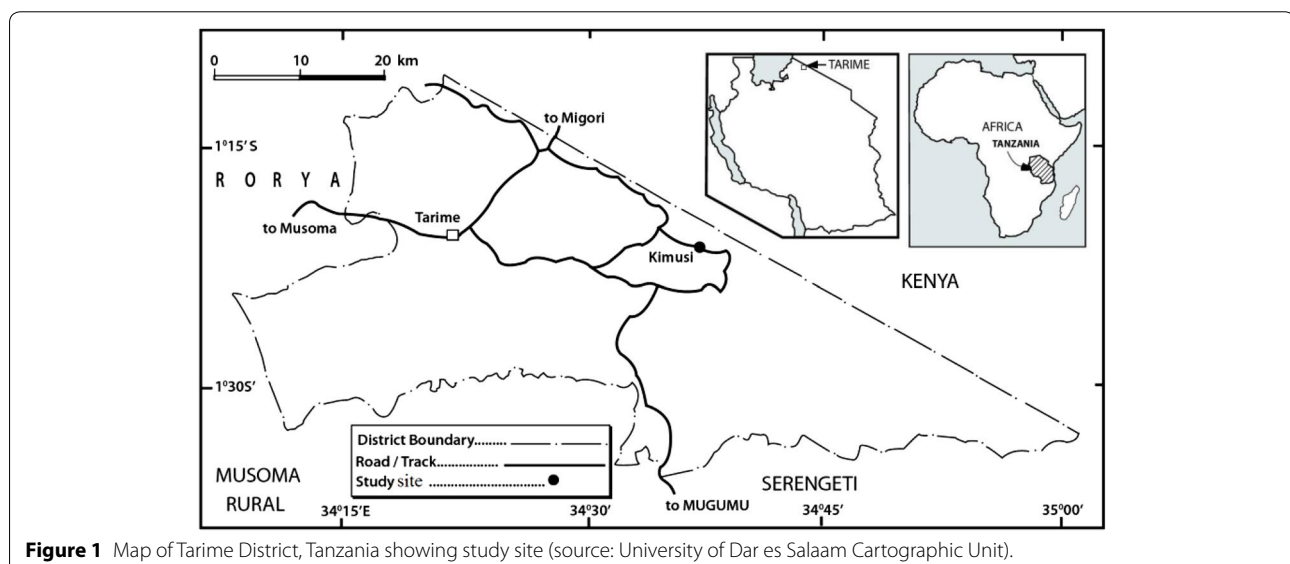 0 10 20 km
TARIME
AFRICA
TANZANIA
to Migori
1°15'S
RORYA
Tarime
to Musoma
Kimusi
KENYA
1°30S'
District Boundary.........
Road / Track................
Study site .............................
MUSOMA
RURAL
SERENGETI
to MUGUMU
34°15'E 34°30' 34°45' 35°00'
Figure 1 Map of Tarime District, Tanzania showing study site (source: University of Dar es Salaam Cartographic Unit).